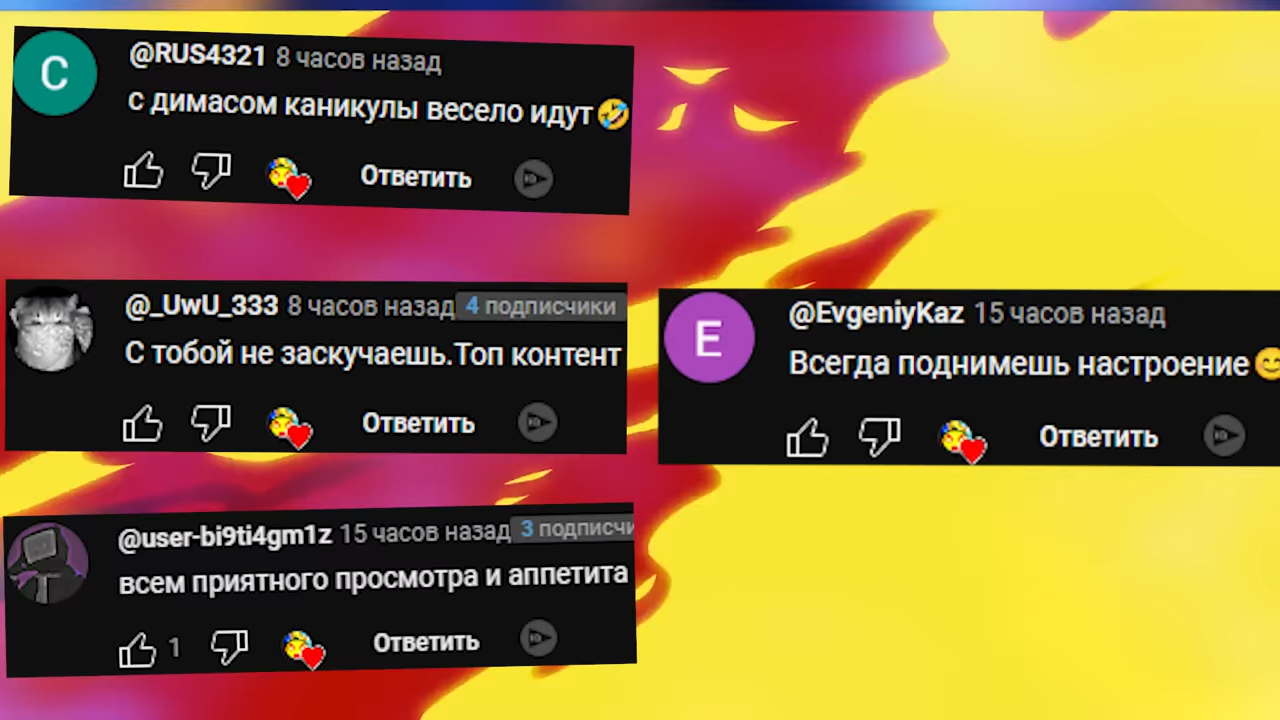 C
@RUS4321 8 часов назад
с димасом каникулы весело идут🤣
Ответить
@_UwU_333 8 часов назад 4 подписчики
С тобой не заскучаешь.Топ контент
Ответить
E
@EvgeniyKaz 15 часов назад
Всегда поднимешь настроение😊
Ответить
@user-bi9ti4gm1z 15 часов назад 3 подписчи
всем приятного просмотра и аппетита
1
Ответить